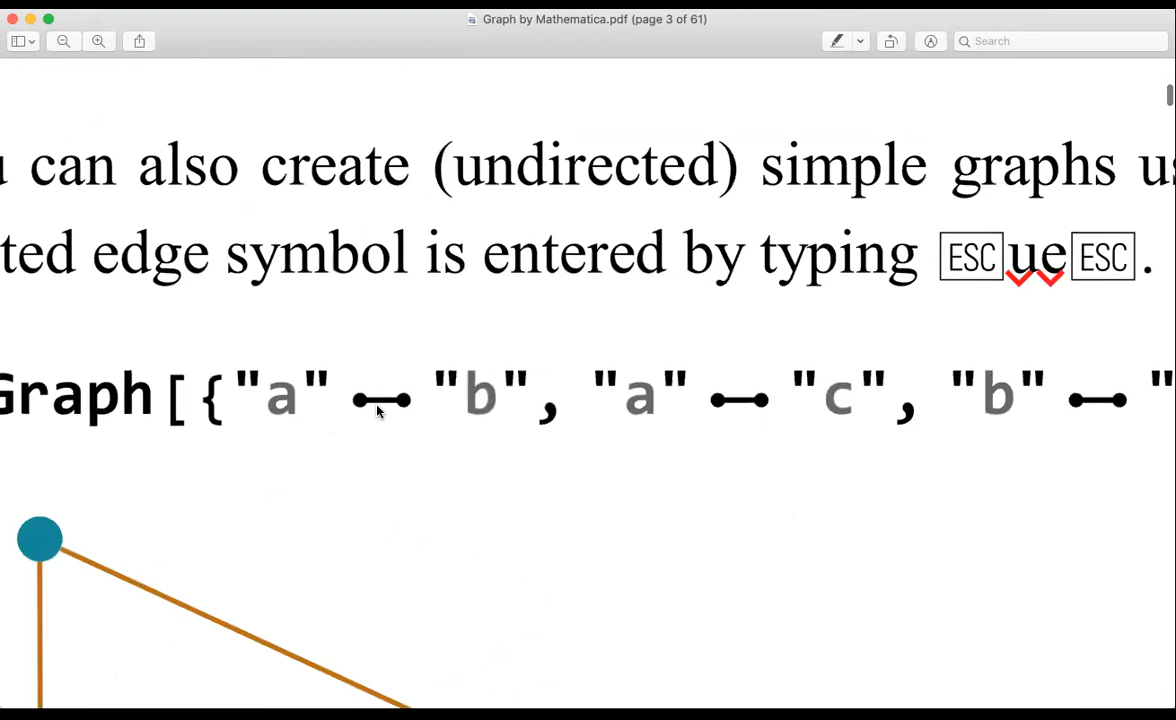 Graph by Mathematica.pdf (page 3 of 61)
Search
can also create (undirected) simple graphs
ted edge symbol is entered by typing ESC ue ESC.
Graph[{"a" •-• "b", "a" •-• "c", "b" •-• "